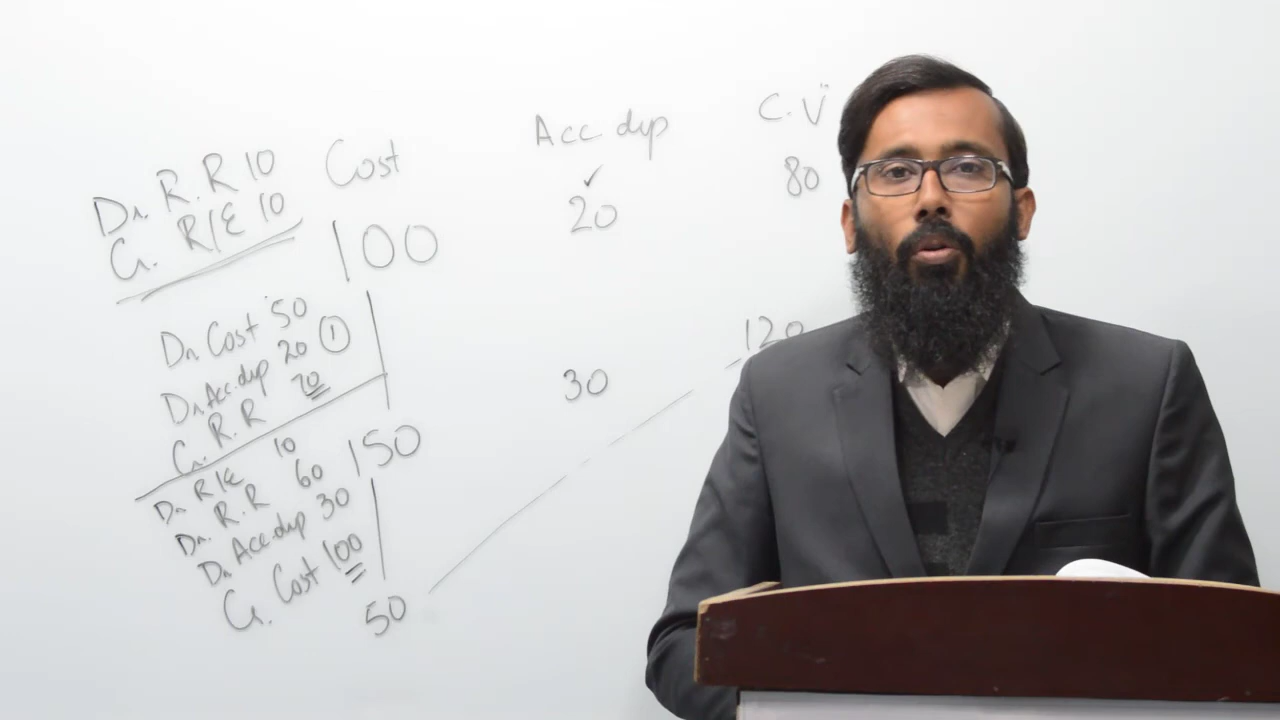 Dr. R. R 10
Cr. R/E 10
Cost
Acc dep
C. V
100
20
80
Dr. Cost 50
Dr. Acc. dep 20 ①
Cr. R. R 70
150
30
120
Dr. R/E 10
Dr. R. R 60
Dr. Acc. dep 30
Cr. Cost 100
50